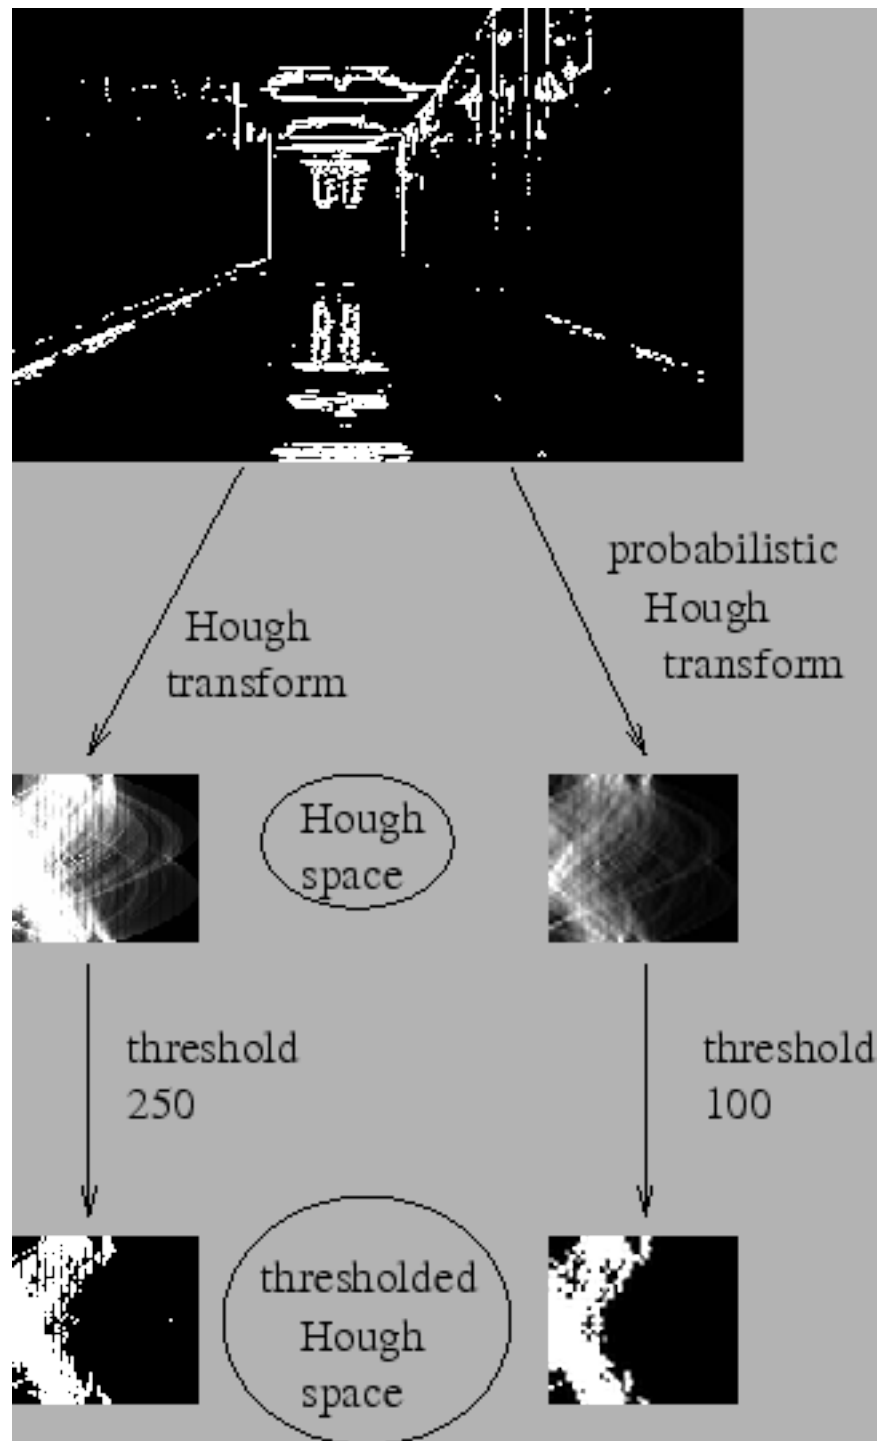 Hough
transform
probabilistic
Hough
transform
Hough
space
threshold
250
threshold
100
thresholded
Hough
space